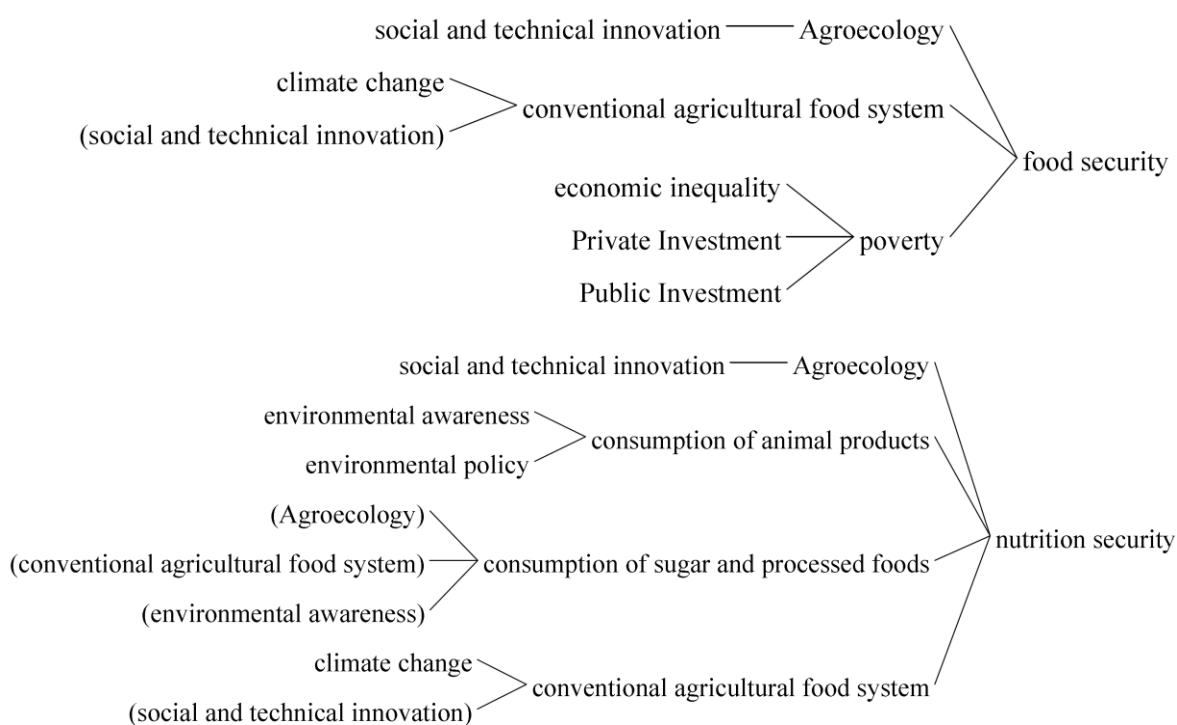 social and technical innovation Agroecology
climate change
conventional agricultural food system
(social and technical innovation)
food security
economic inequality
Private Investment poverty
Public Investment
social and technical innovation Agroecology
environmental awareness
consumption of animal products
environmental policy
(Agroecology)
nutrition security
(conventional agricultural food system) consumption of sugar and processed foods
(environmental awareness)
climate change
conventional agricultural food system
(social and technical innovation)